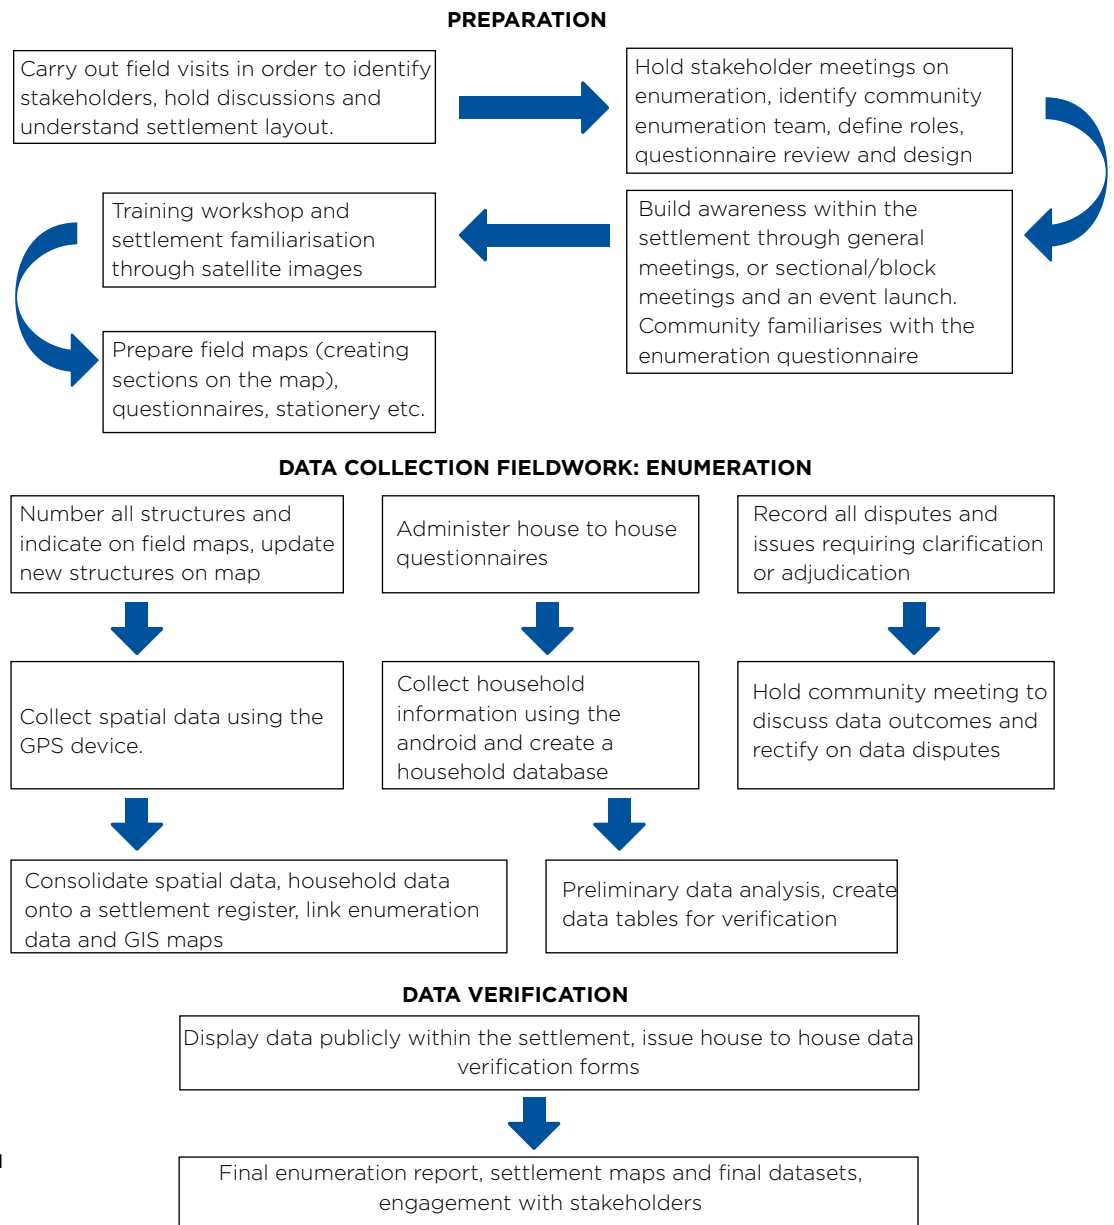 PREPARATION
Carry out field visits in order to identify
stakeholders, hold discussions and
understand settlement layout.
Hold stakeholder meetings on
enumeration, identify community
enumeration team, define roles,
questionnaire review and design
Build awareness within the
settlement through general
meetings, or sectional/block
meetings and an event launch.
Community familiarises with the
enumeration questionnaire
Training workshop and
settlement familiarisation
through satellite images
Prepare field maps (creating
sections on the map),
questionnaires, stationery etc.
DATA COLLECTION FIELDWORK: ENUMERATION
Number all structures and
indicate on field maps, update
new structures on map
Administer house to house
questionnaires
Record all disputes and
issues requiring clarification
or adjudication
Collect spatial data using the
GPS device.
Collect household
information using the
android and create a
household database
Hold community meeting to
discuss data outcomes and
rectify on data disputes
Consolidate spatial data, household data
onto a settlement register, link enumeration
data and GIS maps
Preliminary data analysis, create
data tables for verification
DATA VERIFICATION
Display data publicly within the settlement, issue house to house data
verification forms
Final enumeration report, settlement maps and final datasets,
engagement with stakeholders